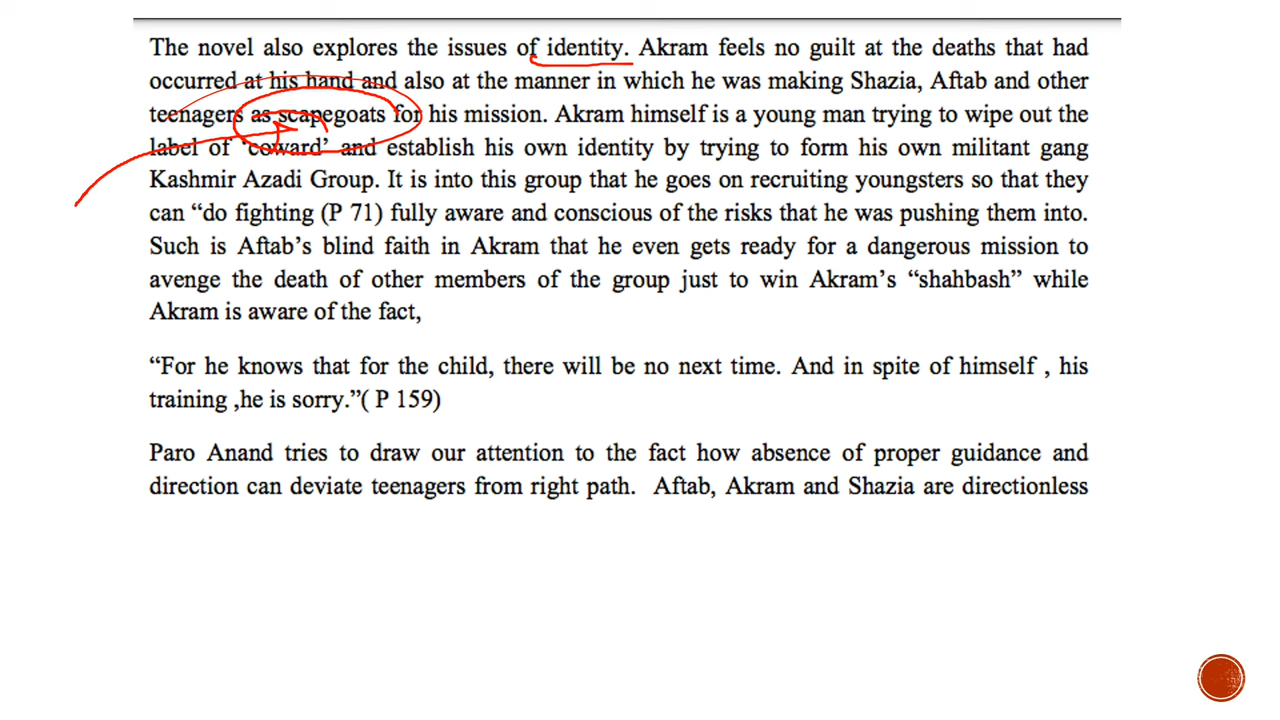 The novel also explores the issues of identity. Akram feels no guilt at the deaths that had
occurred at his hand and also at the manner in which he was making Shazia, Aftab and other
teenagers as scapegoats for his mission. Akram himself is a young man trying to wipe out the
label of ‘coward’ and establish his own identity by trying to form his own militant gang
Kashmir Azadi Group. It is into this group that he goes on recruiting youngsters so that they
can “do fighting (P 71) fully aware and conscious of the risks that he was pushing them into.
Such is Aftab’s blind faith in Akram that he even gets ready for a dangerous mission to
avenge the death of other members of the group just to win Akram’s “shahbash” while
Akram is aware of the fact,
“For he knows that for the child, there will be no next time. And in spite of himself , his
training ,he is sorry.”( P 159)
Paro Anand tries to draw our attention to the fact how absence of proper guidance and
direction can deviate teenagers from right path.  Aftab, Akram and Shazia are directionless